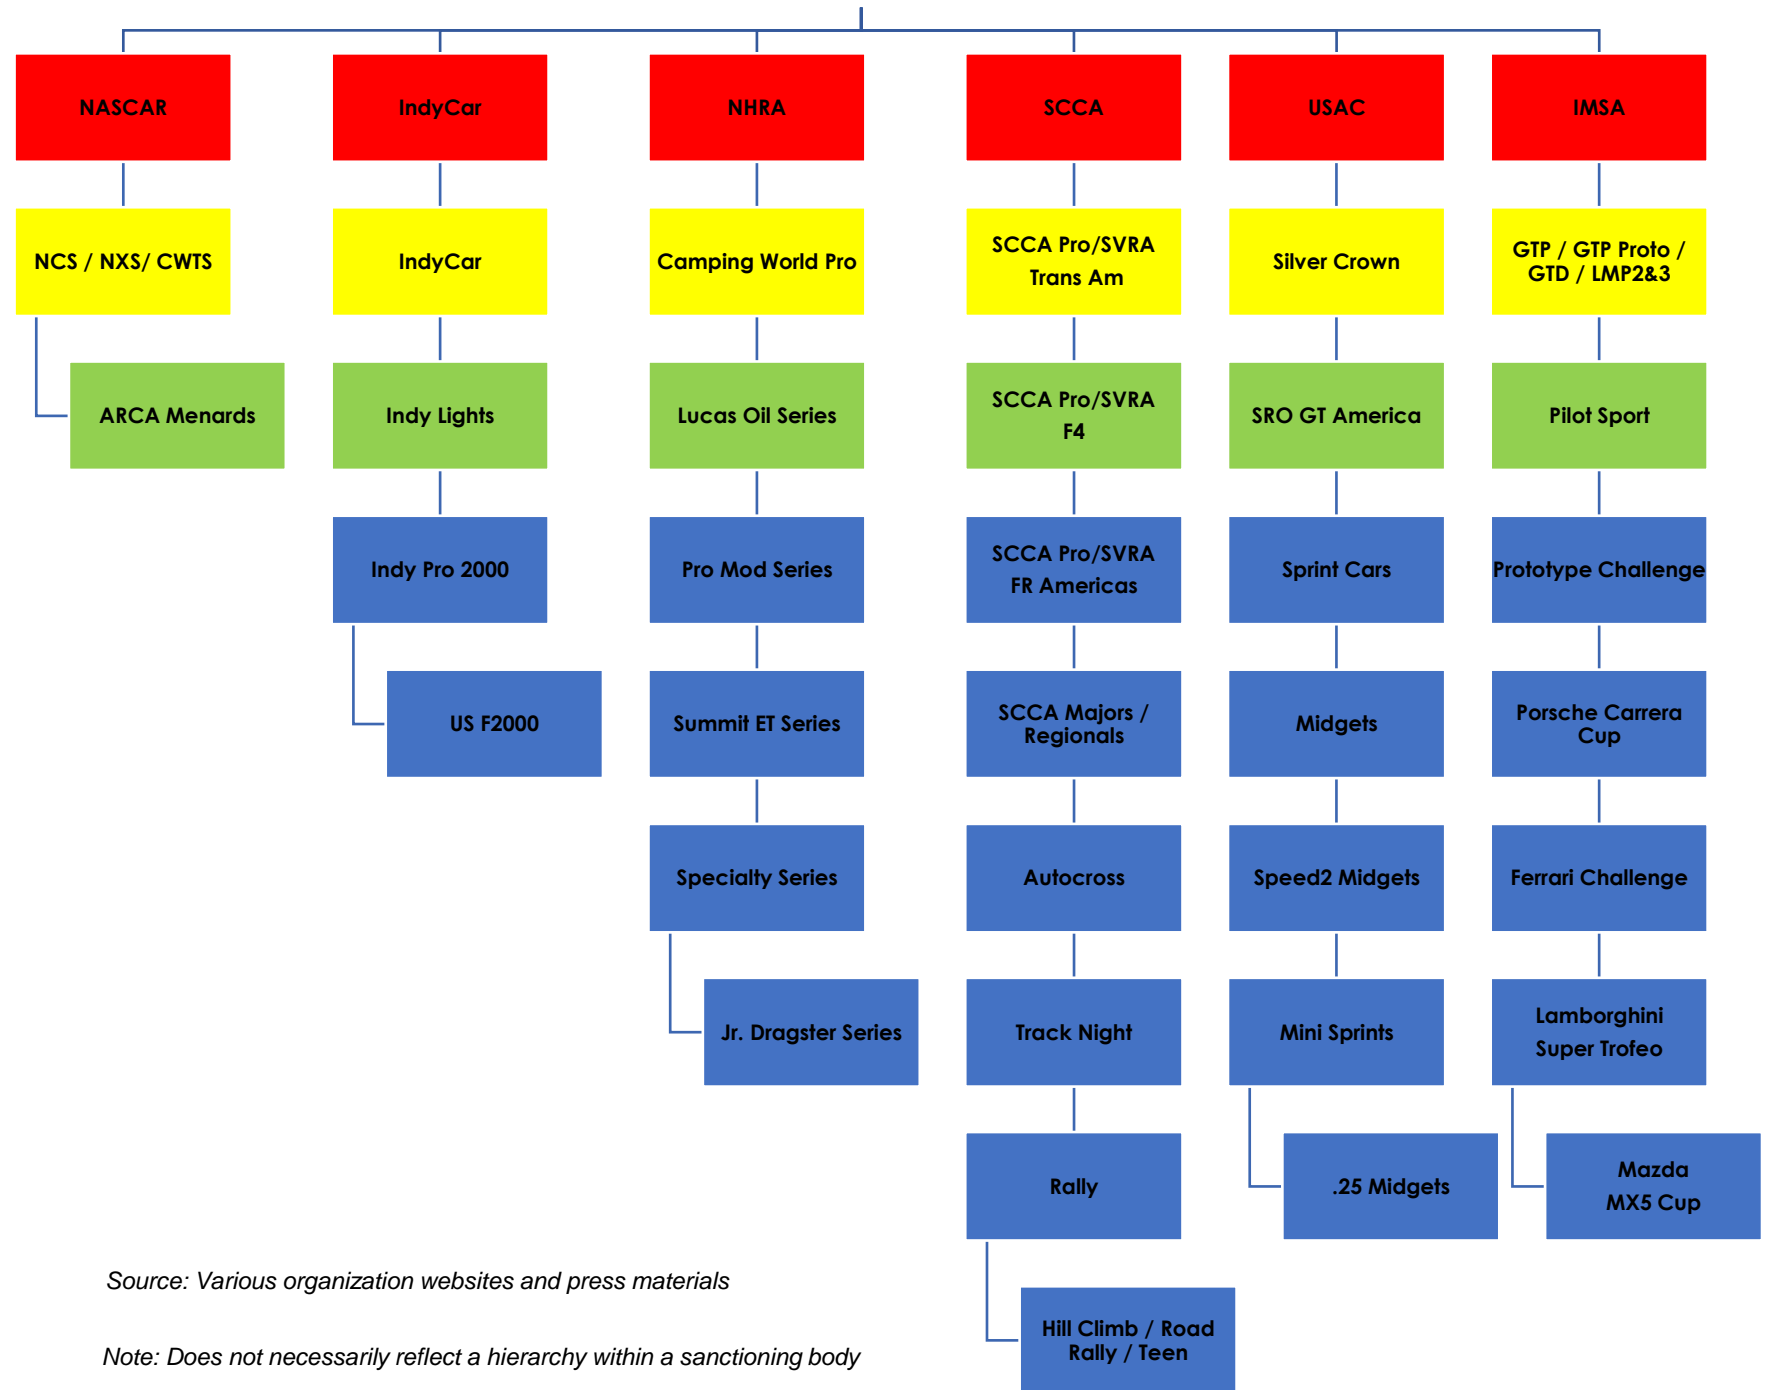 NASCAR
IndyCar
NHRA
SCCA
USAC
IMSA
NCS / NXS/ CWTS
IndyCar
Camping World Pro
SCCA Pro/SVRA
Trans Am
Silver Crown
GTP / GTP Proto /
GTD / LMP2&3
ARCA Menards
Indy Lights
Lucas Oil Series
SCCA Pro/SVRA
F4
SRO GT America
Pilot Sport
Indy Pro 2000
Pro Mod Series
SCCA Pro/SVRA
FR Americas
Sprint Cars
Prototype Challenge
US F2000
Summit ET Series
SCCA Majors /
Regionals
Midgets
Porsche Carrera
Cup
Specialty Series
Autocross
Speed2 Midgets
Ferrari Challenge
Jr. Dragster Series
Track Night
Mini Sprints
Lamborghini
Super Trofeo
Rally
.25 Midgets
Mazda
MX5 Cup
Hill Climb / Road
Rally / Teen
Source: Various organization websites and press materials
Note: Does not necessarily reflect a hierarchy within a sanctioning body